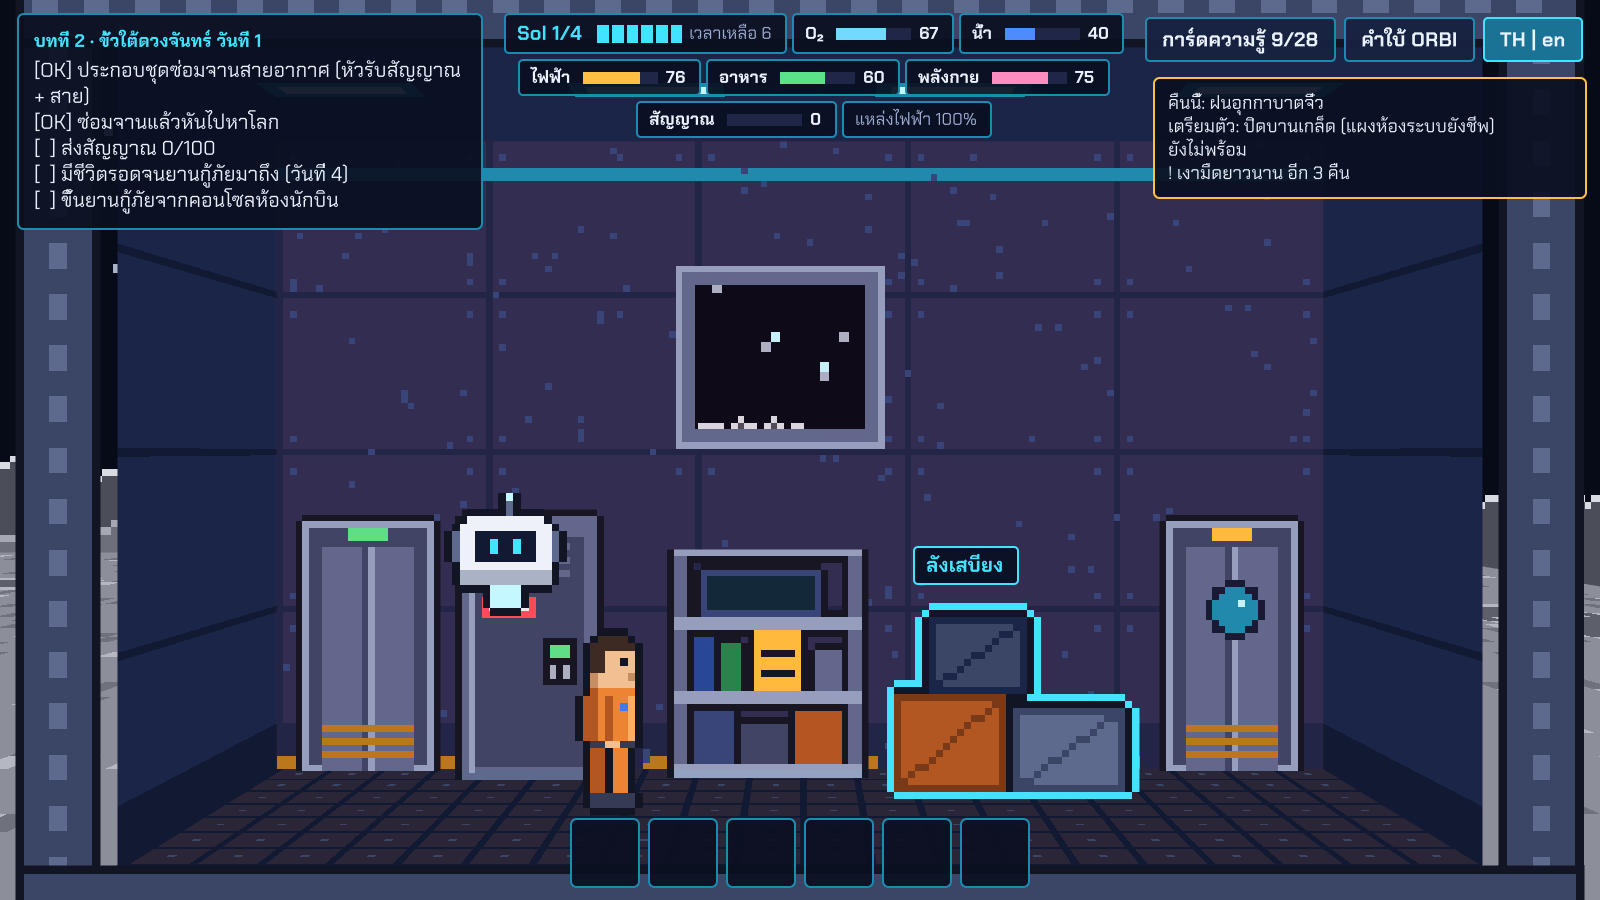 บทที่ 2 · ขั้วใต้ดวงจันทร์ วันที่ 1
[OK] ประกอบชุดซ่อมจานสายอากาศ (หัวรับสัญญาณ
+ สาย)
[OK] ซ่อมจานแล้วหันไปหาโลก
[ ] ส่งสัญญาณ 0/100
[ ] มีชีวิตรอดจนยานกู้ภัยมาถึง (วันที่ 4)
[ ] ขึ้นยานกู้ภัยจากคอนโซลห้องนักบิน
Sol 1/4 เวลาเหลือ 6
O₂ 67
น้ำ 40
ไฟฟ้า 76
อาหาร 60
พลังกาย 75
สัญญาณ 0
แหล่งไฟฟ้า 100%
การ์ดความรู้ 9/28
คำใบ้ ORBI
TH | en
คืนนี้: ฝนอุกกาบาตจิ๋ว
เตรียมตัว: ปิดบานเกล็ด (แผงห้องระบบยังชีพ)
ยังไม่พร้อม
! เงามืดยาวนาน อีก 3 คืน
ลังเสบียง